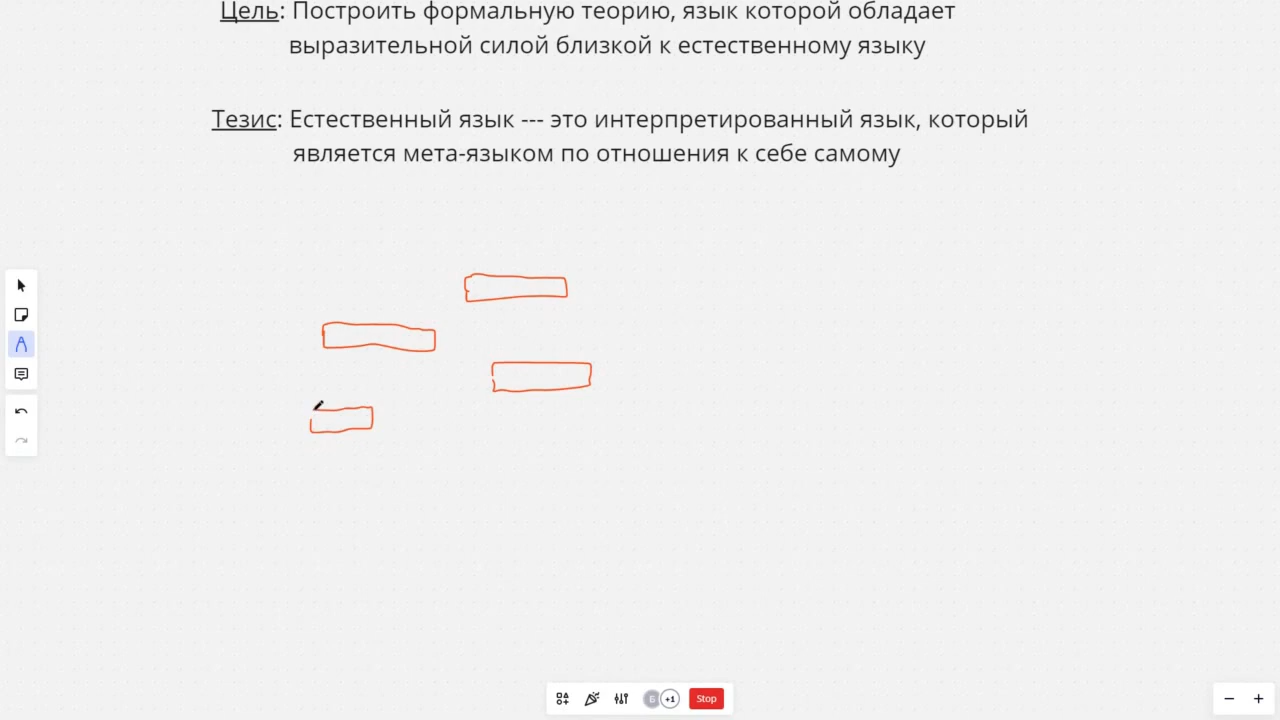 Цель: Построить формальную теорию, язык которой обладает
выразительной силой близкой к естественному языку
Тезис: Естественный язык --- это интерпретированный язык, который
является мета-языком по отношения к себе самому
Б +1 Stop